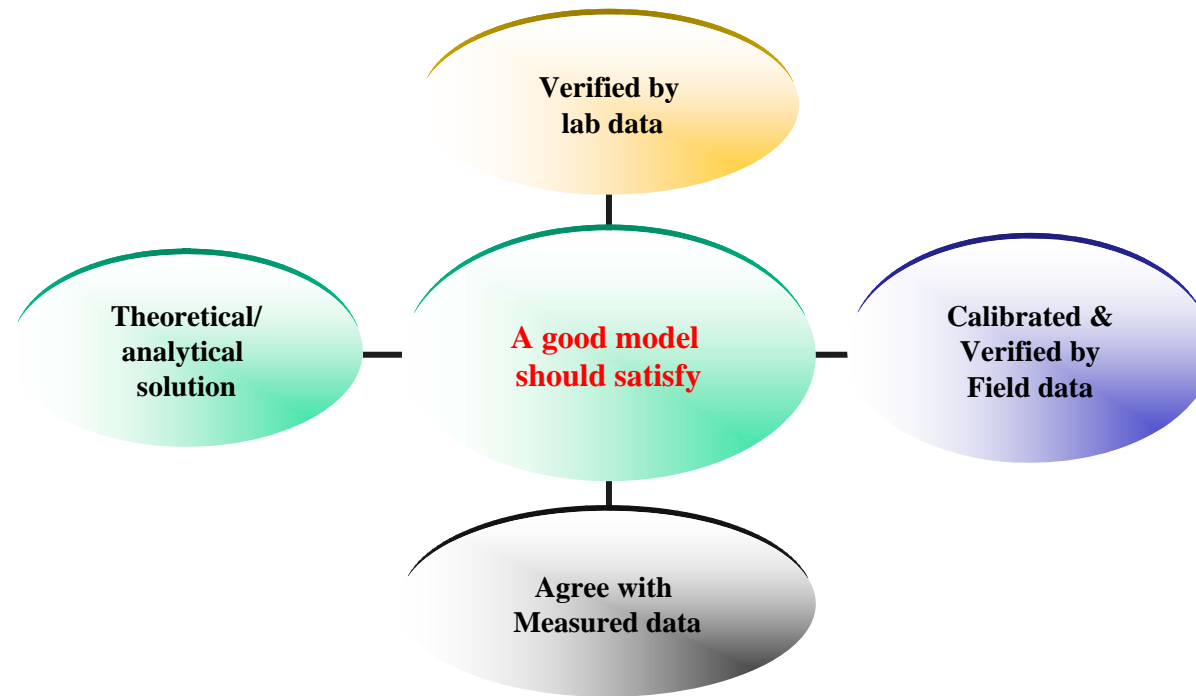 Verified by
lab data
Theoretical/
analytical
solution
A good model
should satisfy
Calibrated &
Verified by
Field data
Agree with
Measured data